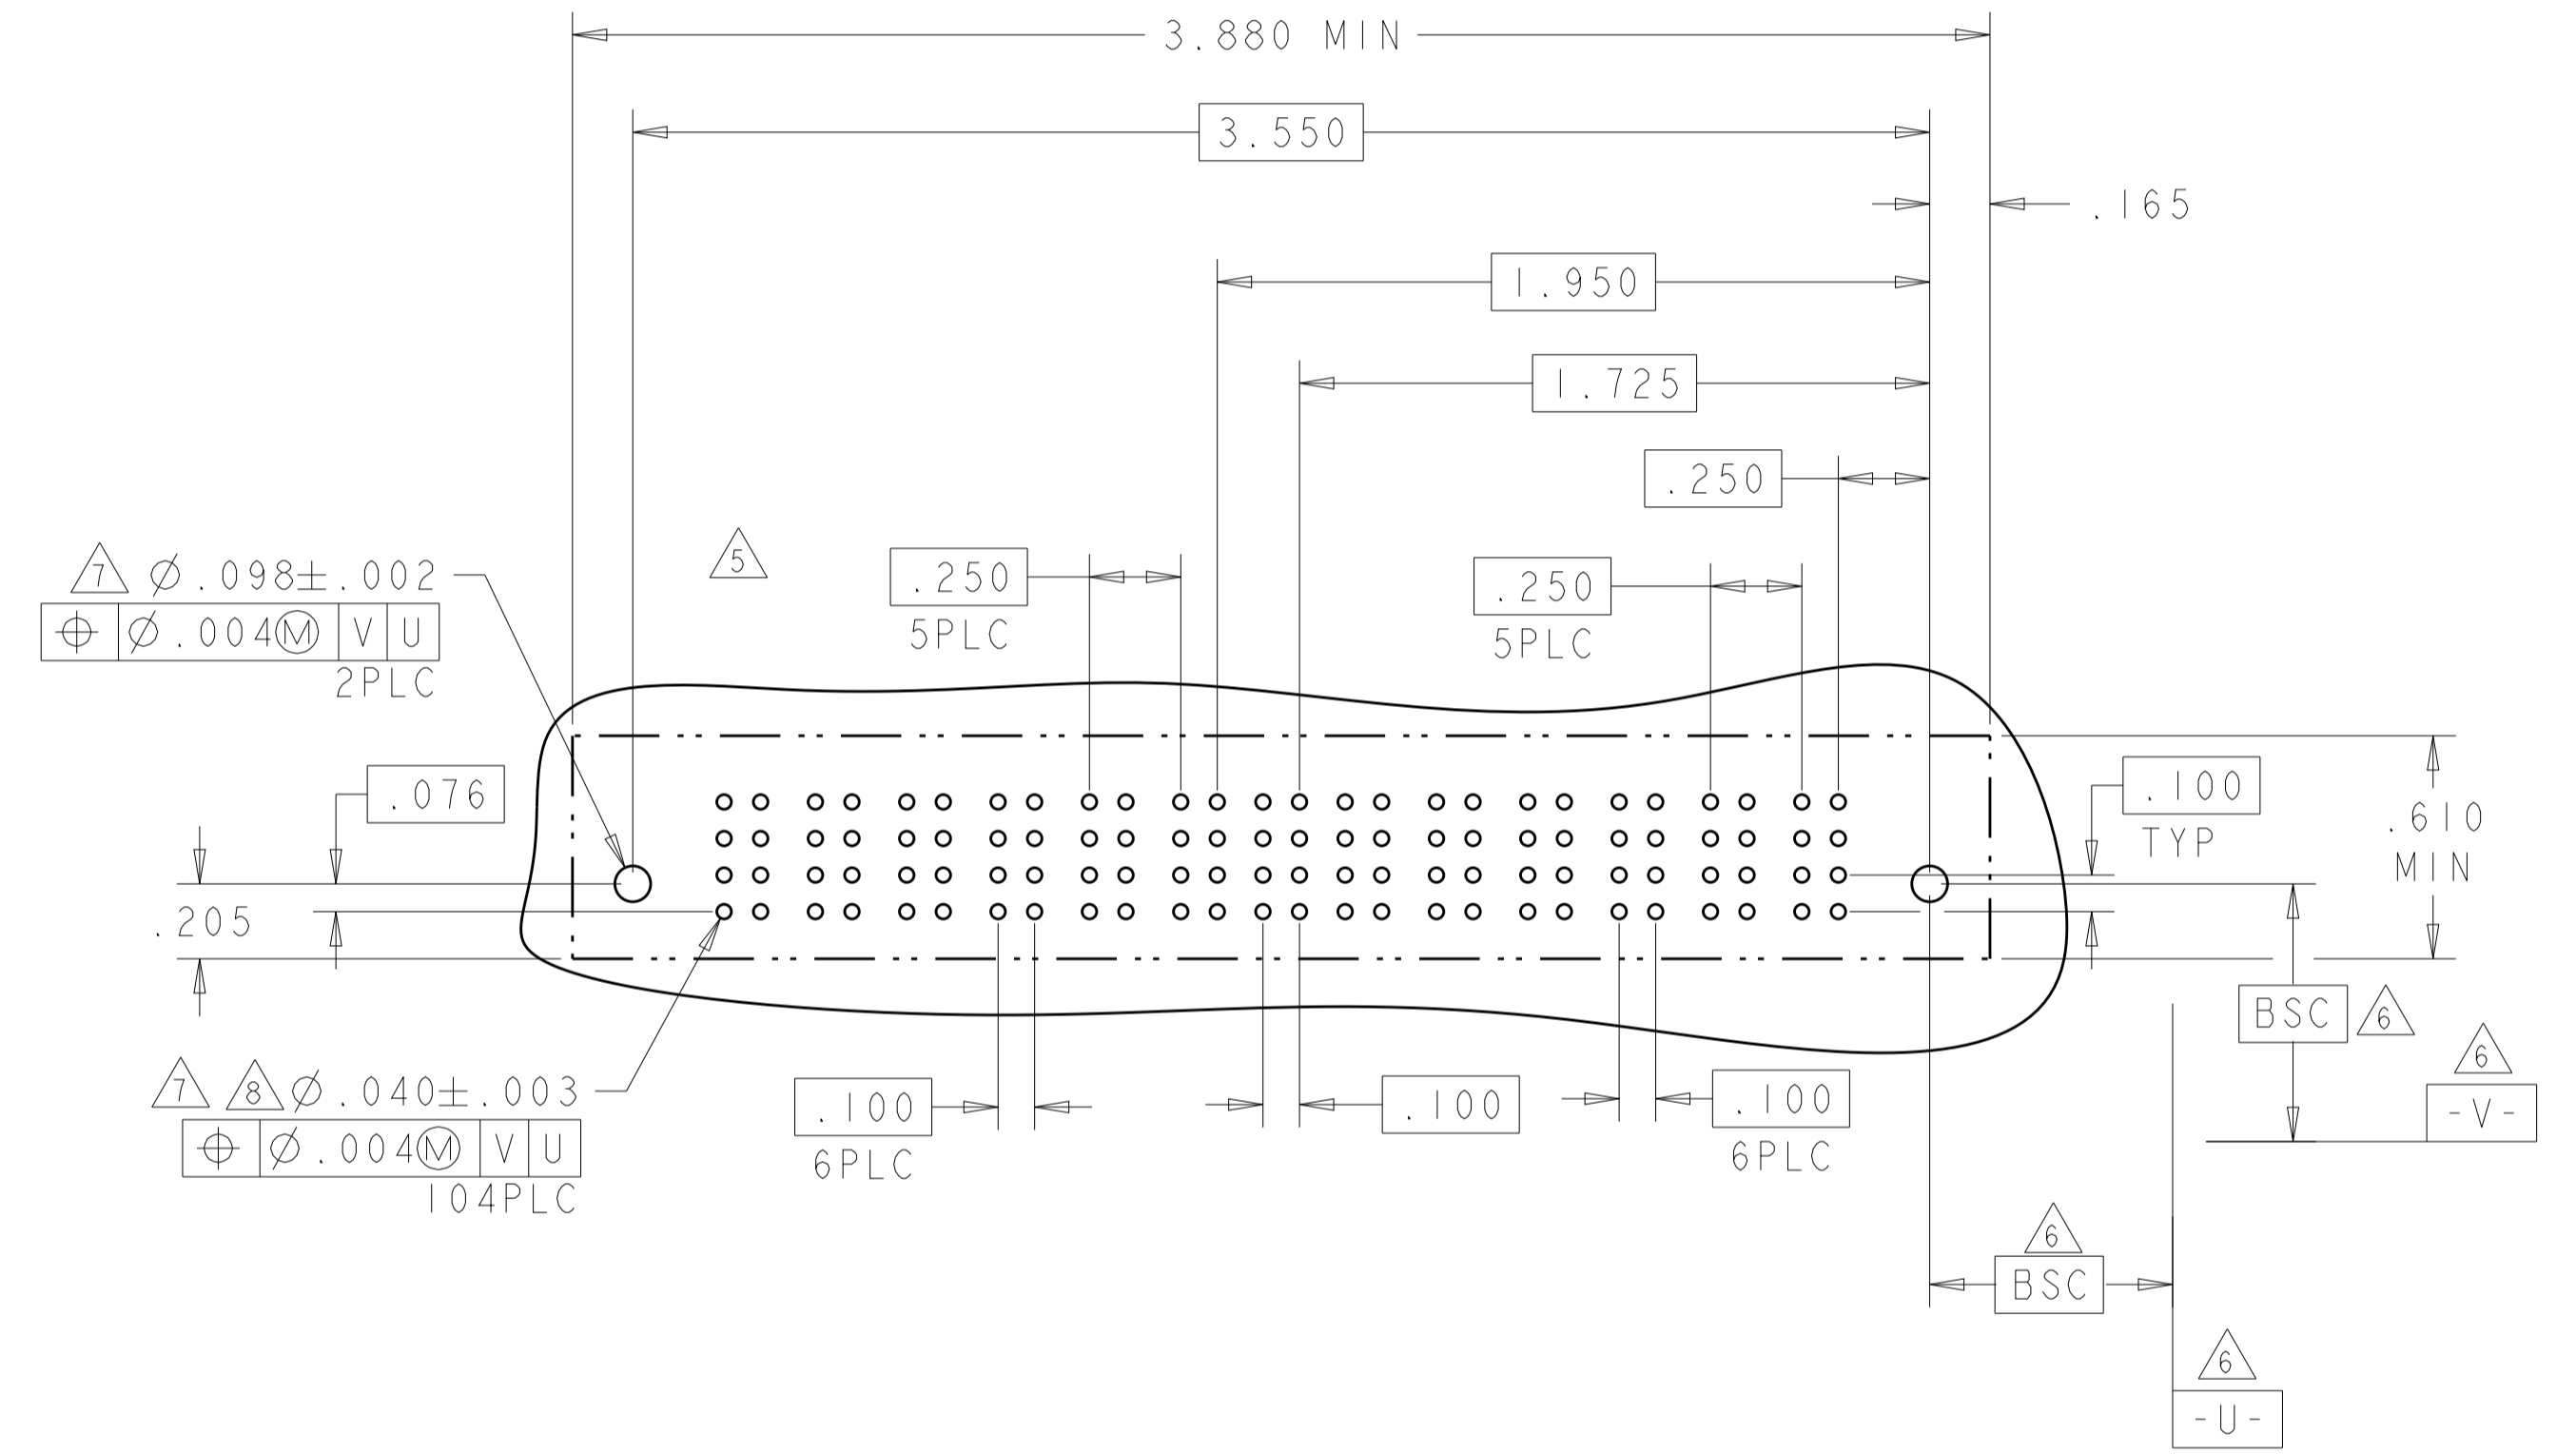 3.880 MIN
3.550
.165
1.950
1.725
.250
5
.250
5PLC
.250
5PLC
7 Ø.098±.002
⌖ Ø.004Ⓜ V U
2PLC
.076
.205
.100
TYP
.610
MIN
BSC 6
6
-V-
7 8 Ø.040±.003
⌖ Ø.004Ⓜ V U
104PLC
.100
6PLC
.100
.100
6PLC
6
BSC
6
-U-